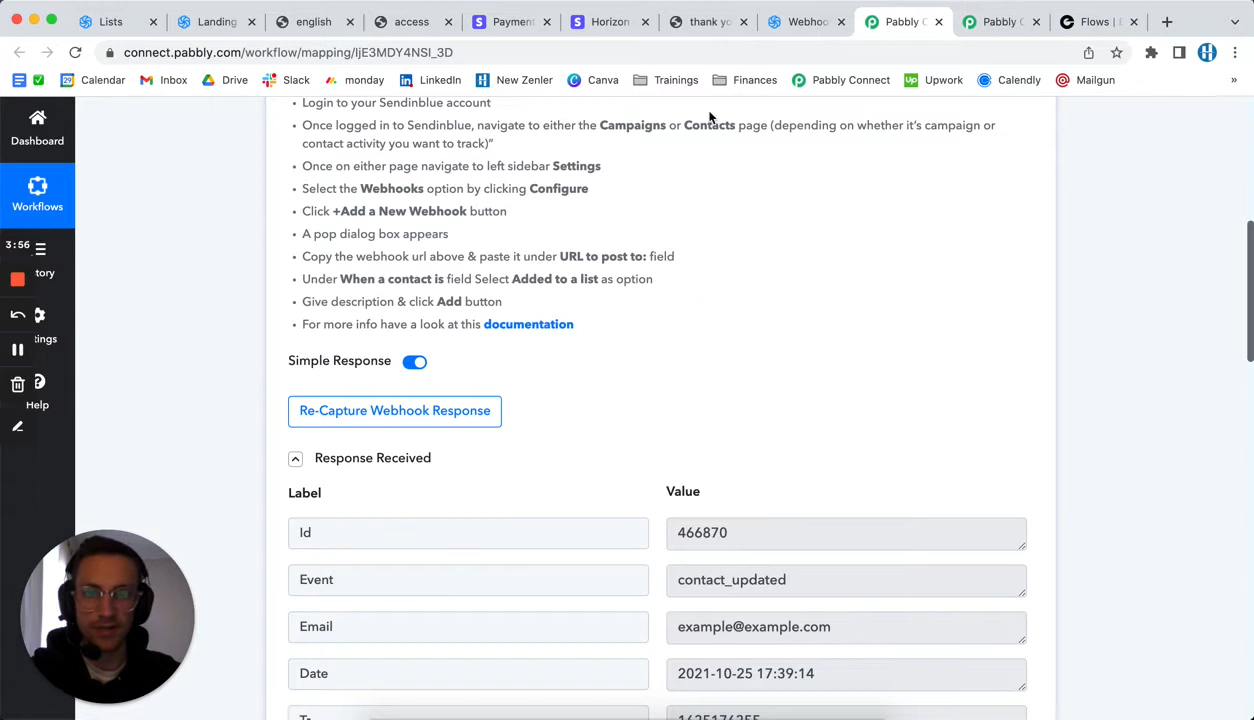 Lists
Landing
english
access
Payment
Horizon
thank yo
Webhoo
Pabbly C
Pabbly C
Flows | E
connect.pabbly.com/workflow/mapping/IjE3MDY4NSI_3D
Calendar
Inbox
Drive
Slack
monday
LinkedIn
New Zenler
Canva
Trainings
Finances
Pabbly Connect
Upwork
Calendly
Mailgun
»
Dashboard
Workflows
3:56
tory
tings
Help
• Login to your Sendinblue account
• Once logged in to Sendinblue, navigate to either the Campaigns or Contacts page (depending on whether it's campaign or
contact activity you want to track)"
• Once on either page navigate to left sidebar Settings
• Select the Webhooks option by clicking Configure
• Click +Add a New Webhook button
• A pop dialog box appears
• Copy the webhook url above & paste it under URL to post to: field
• Under When a contact is field Select Added to a list as option
• Give description & click Add button
• For more info have a look at this documentation
Simple Response
Re-Capture Webhook Response
Response Received
Label Value
Id 466870
Event contact_updated
Email example@example.com
Date 2021-10-25 17:39:14